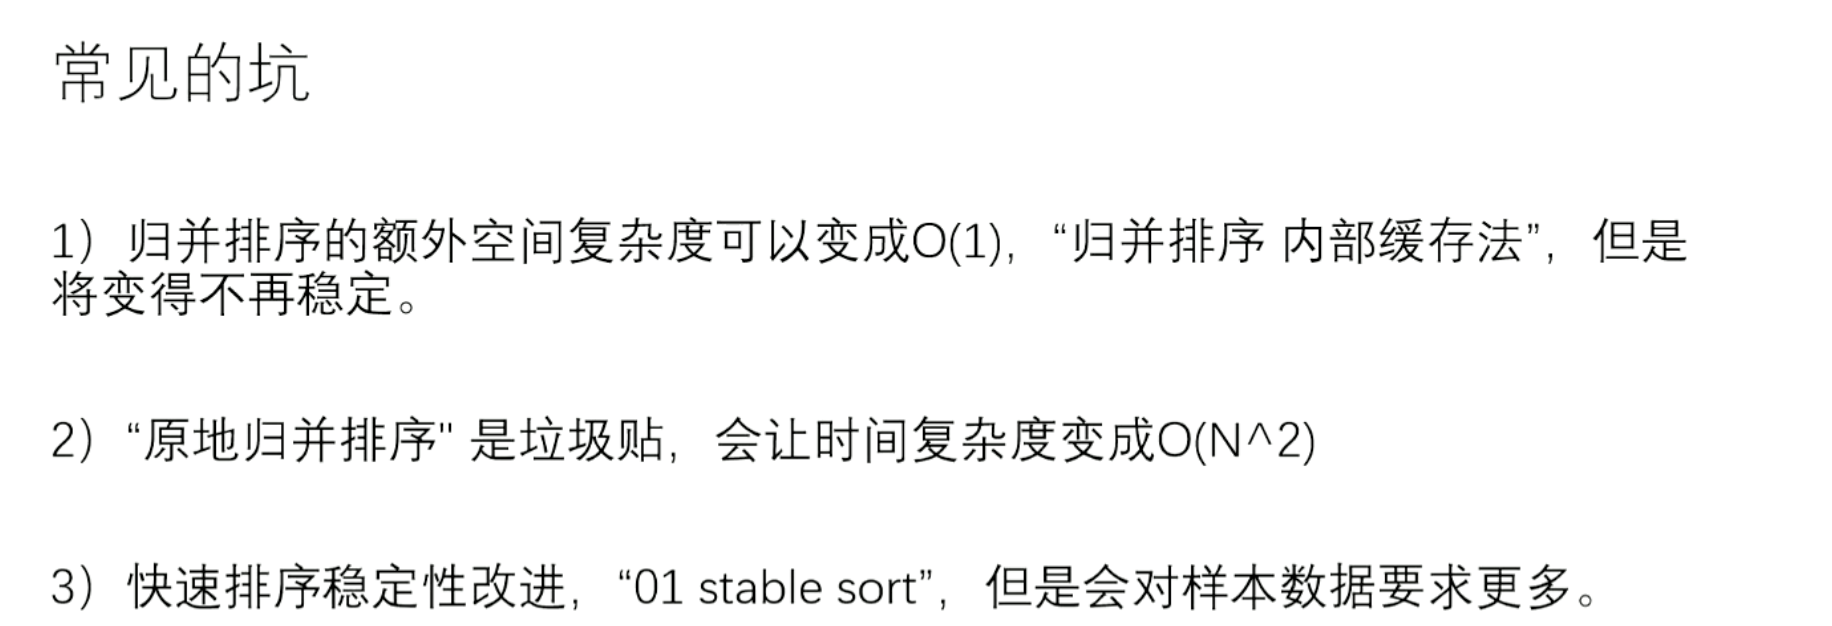 常见的坑
1）归并排序的额外空间复杂度可以变成O(1)，“归并排序 内部缓存法”，但是
将变得不再稳定。
2）“原地归并排序" 是垃圾贴，会让时间复杂度变成O(N^2)
3）快速排序稳定性改进，“01 stable sort”，但是会对样本数据要求更多。